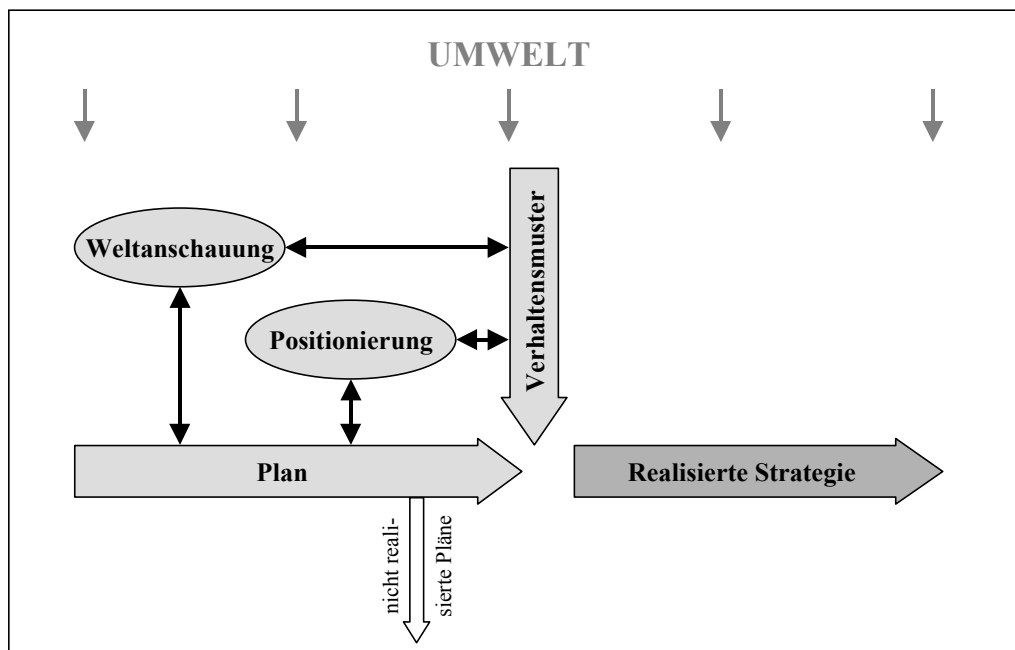 UMWELT
Weltanschauung
Verhaltensmuster
Positionierung
Plan
Realisierte Strategie
nicht reali-
sierte Pläne